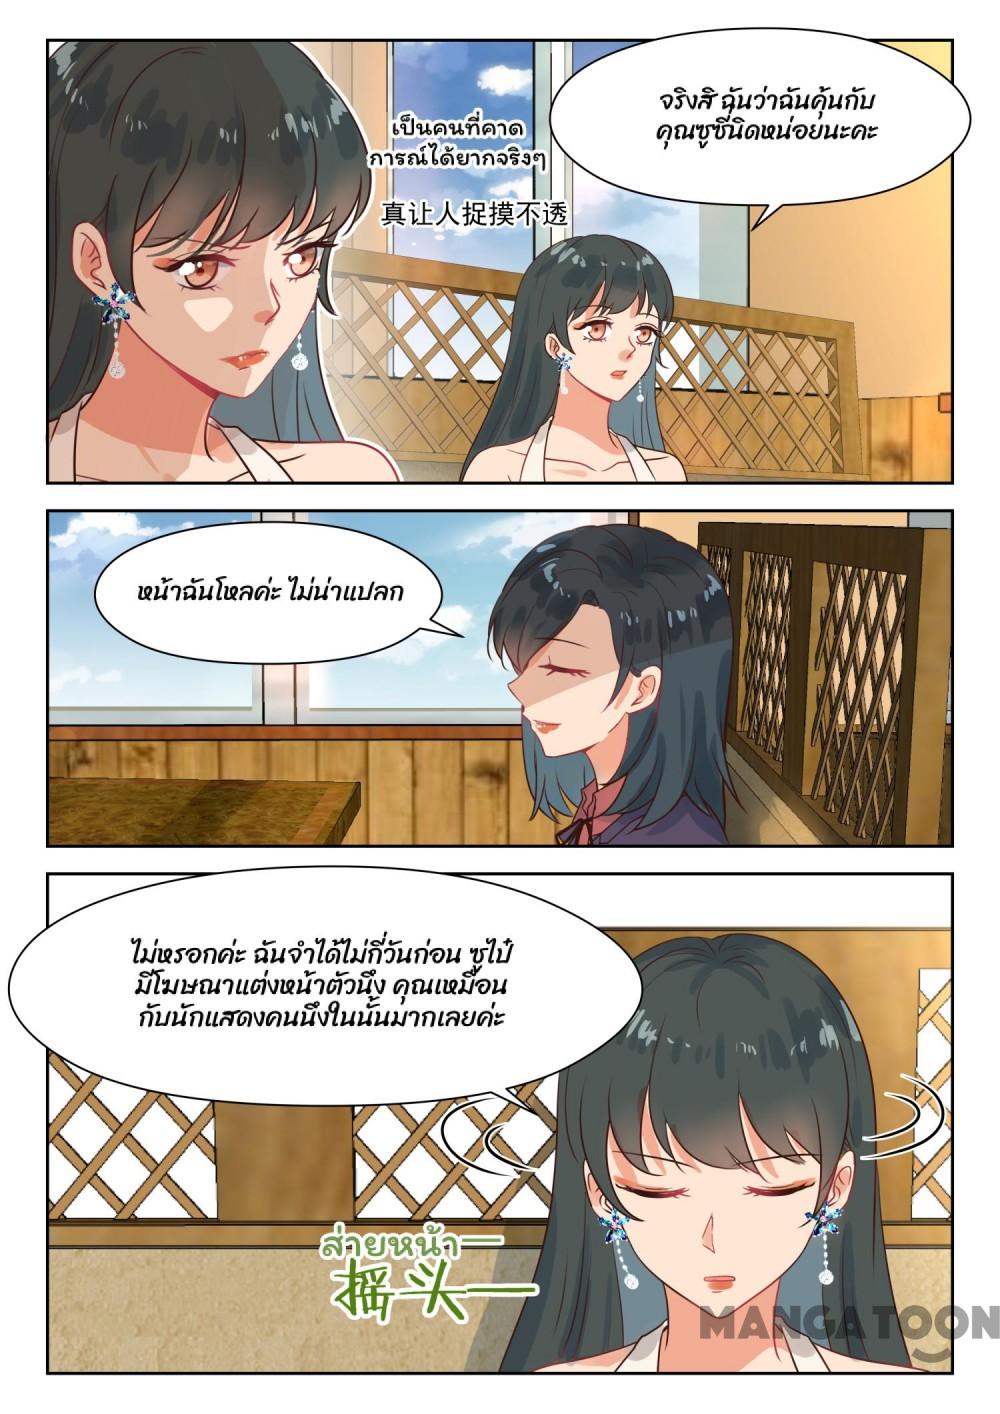 จริงสิ ฉันว่าฉันคุ้นกับ
คุณซูซีนิดหน่อยนะคะ
เป็นคนที่คาด
การณ์ได้ยากจริงๆ
真让人捉摸不透
หน้าฉันโหลค่ะ ไม่น่าแปลก
ไม่หรอกค่ะ ฉันจำได้ไม่กี่วันก่อน ซูไป๋
มีโฆษณาแต่งหน้าตัวนึง คุณเหมือน
กับนักแสดงคนนึงในนั้นมากเลยค่ะ
ส่ายหน้า—
摇头——
MANGATOON